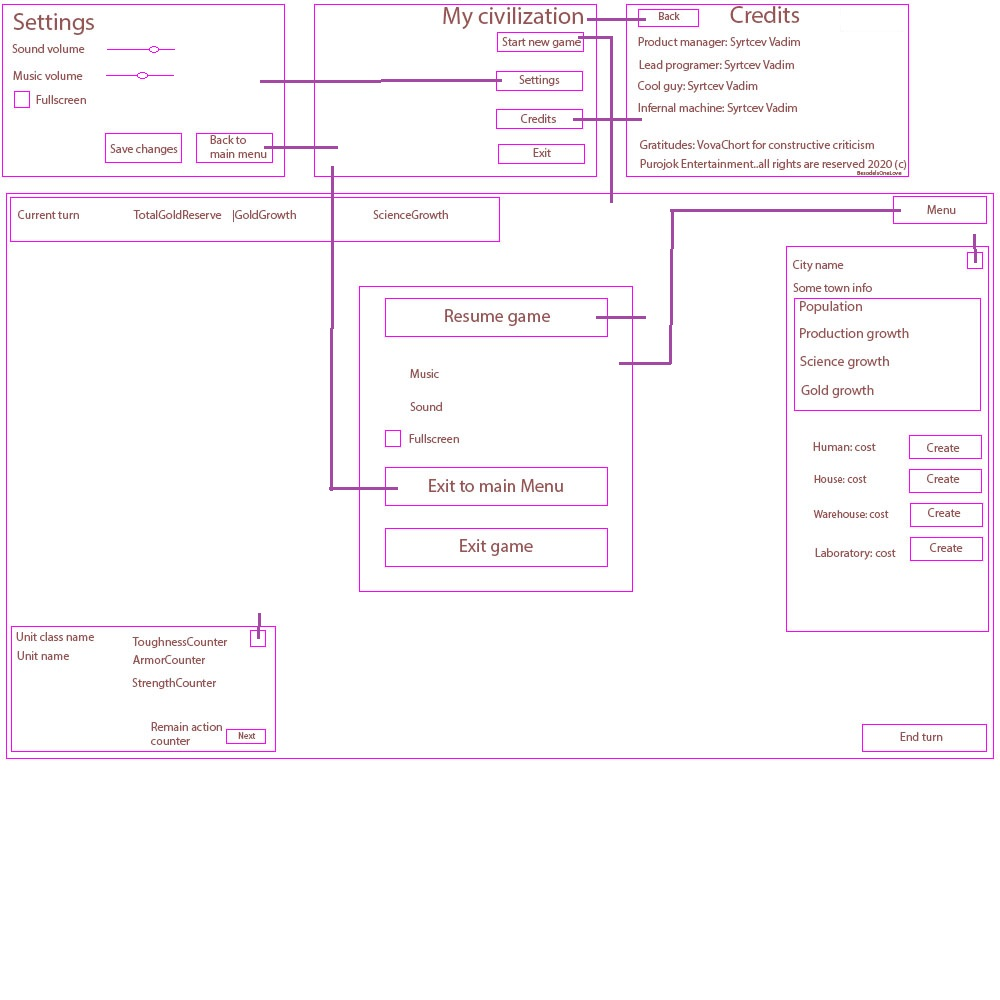 Settings
Sound volume
Music volume
Fullscreen
Save changes
Back to
main menu
My civilization
Start new game
Settings
Credits
Exit
Back
Credits
Product manager: Syrtcev Vadim
Lead programer: Syrtcev Vadim
Cool guy: Syrtcev Vadim
Infernal machine: Syrtcev Vadim
Gratitudes: VovaChort for constructive criticism
Purojok Entertainment..all rights are reserved 2020 (c)
BezodelsOneLove
Current turn
TotalGoldReserve |GoldGrowth
ScienceGrowth
Menu
Resume game
Music
Sound
Fullscreen
Exit to main Menu
Exit game
City name
Some town info
Population
Production growth
Science growth
Gold growth
Human: cost
Create
House: cost
Create
Warehouse: cost
Create
Laboratory: cost
Create
Unit class name
Unit name
ToughnessCounter
ArmorCounter
StrengthCounter
Remain action
counter
Next
End turn